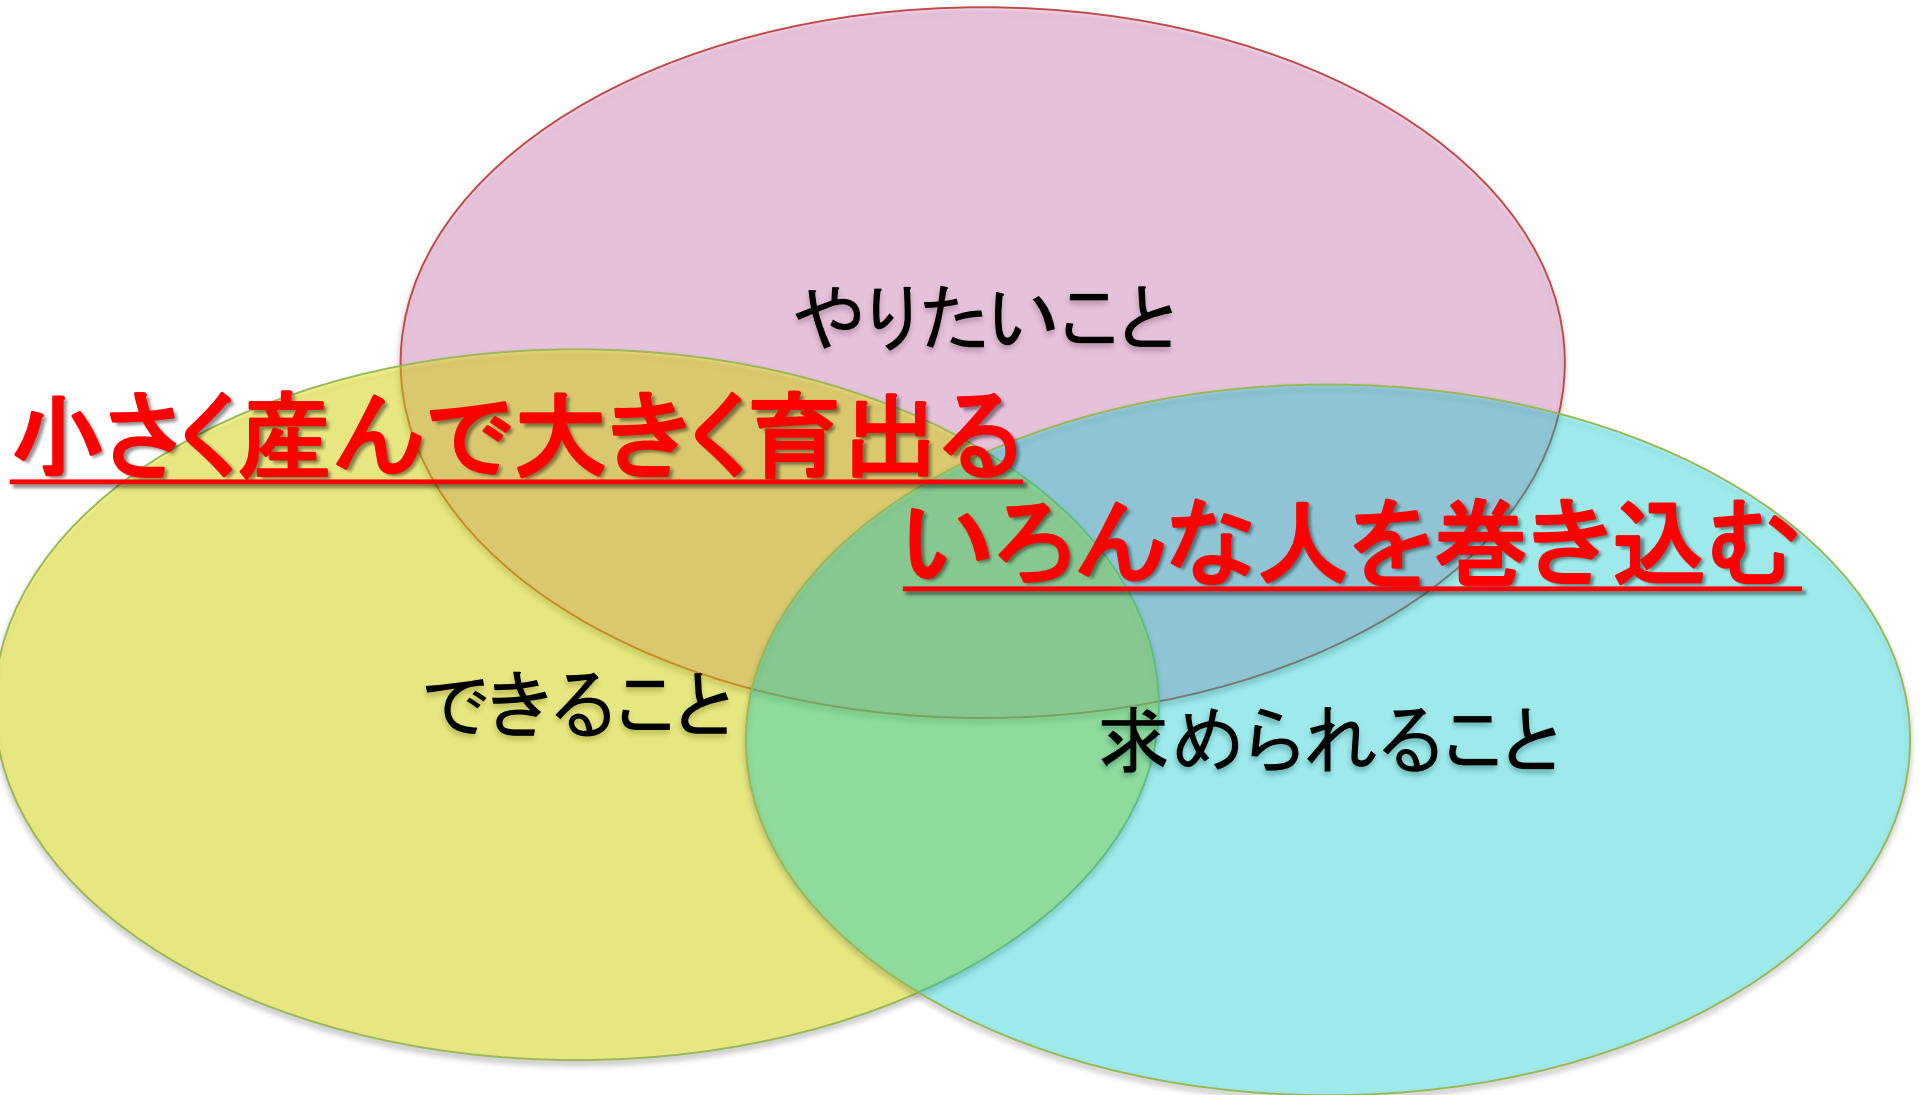 やりたいこと
小さく産んで大きく育出る
いろんな人を巻き込む
できること
求められること